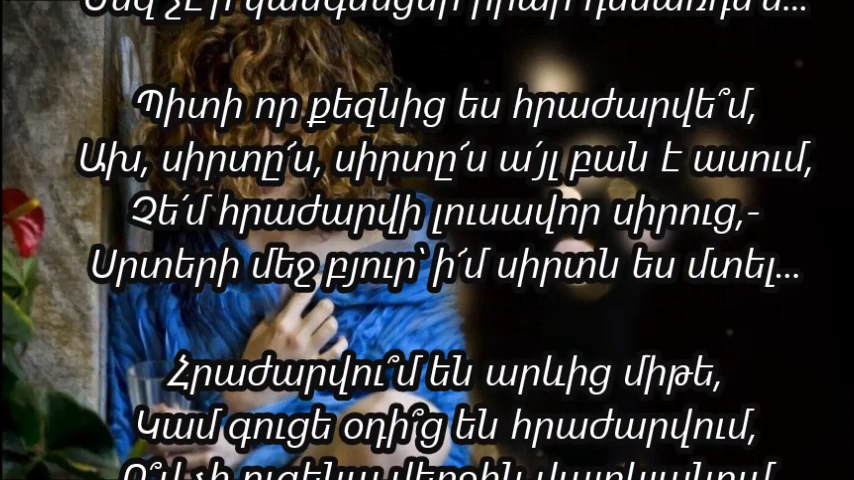 Պիտի որ քեզնից ես հրաժարվե՞մ,
Ախ, սիրտը՜ս, սիրտը՜ս ա՛յլ բան է ասում,
Չե՜մ հրաժարվի լուսավոր սիրուց,-
Սրտերի մեջ բյուր՝ ի՜մ սիրտն ես մտել...
Հրաժարվու՞մ են արևից միթե,
Կամ գուցե օդի՞ց են հրաժարվում,